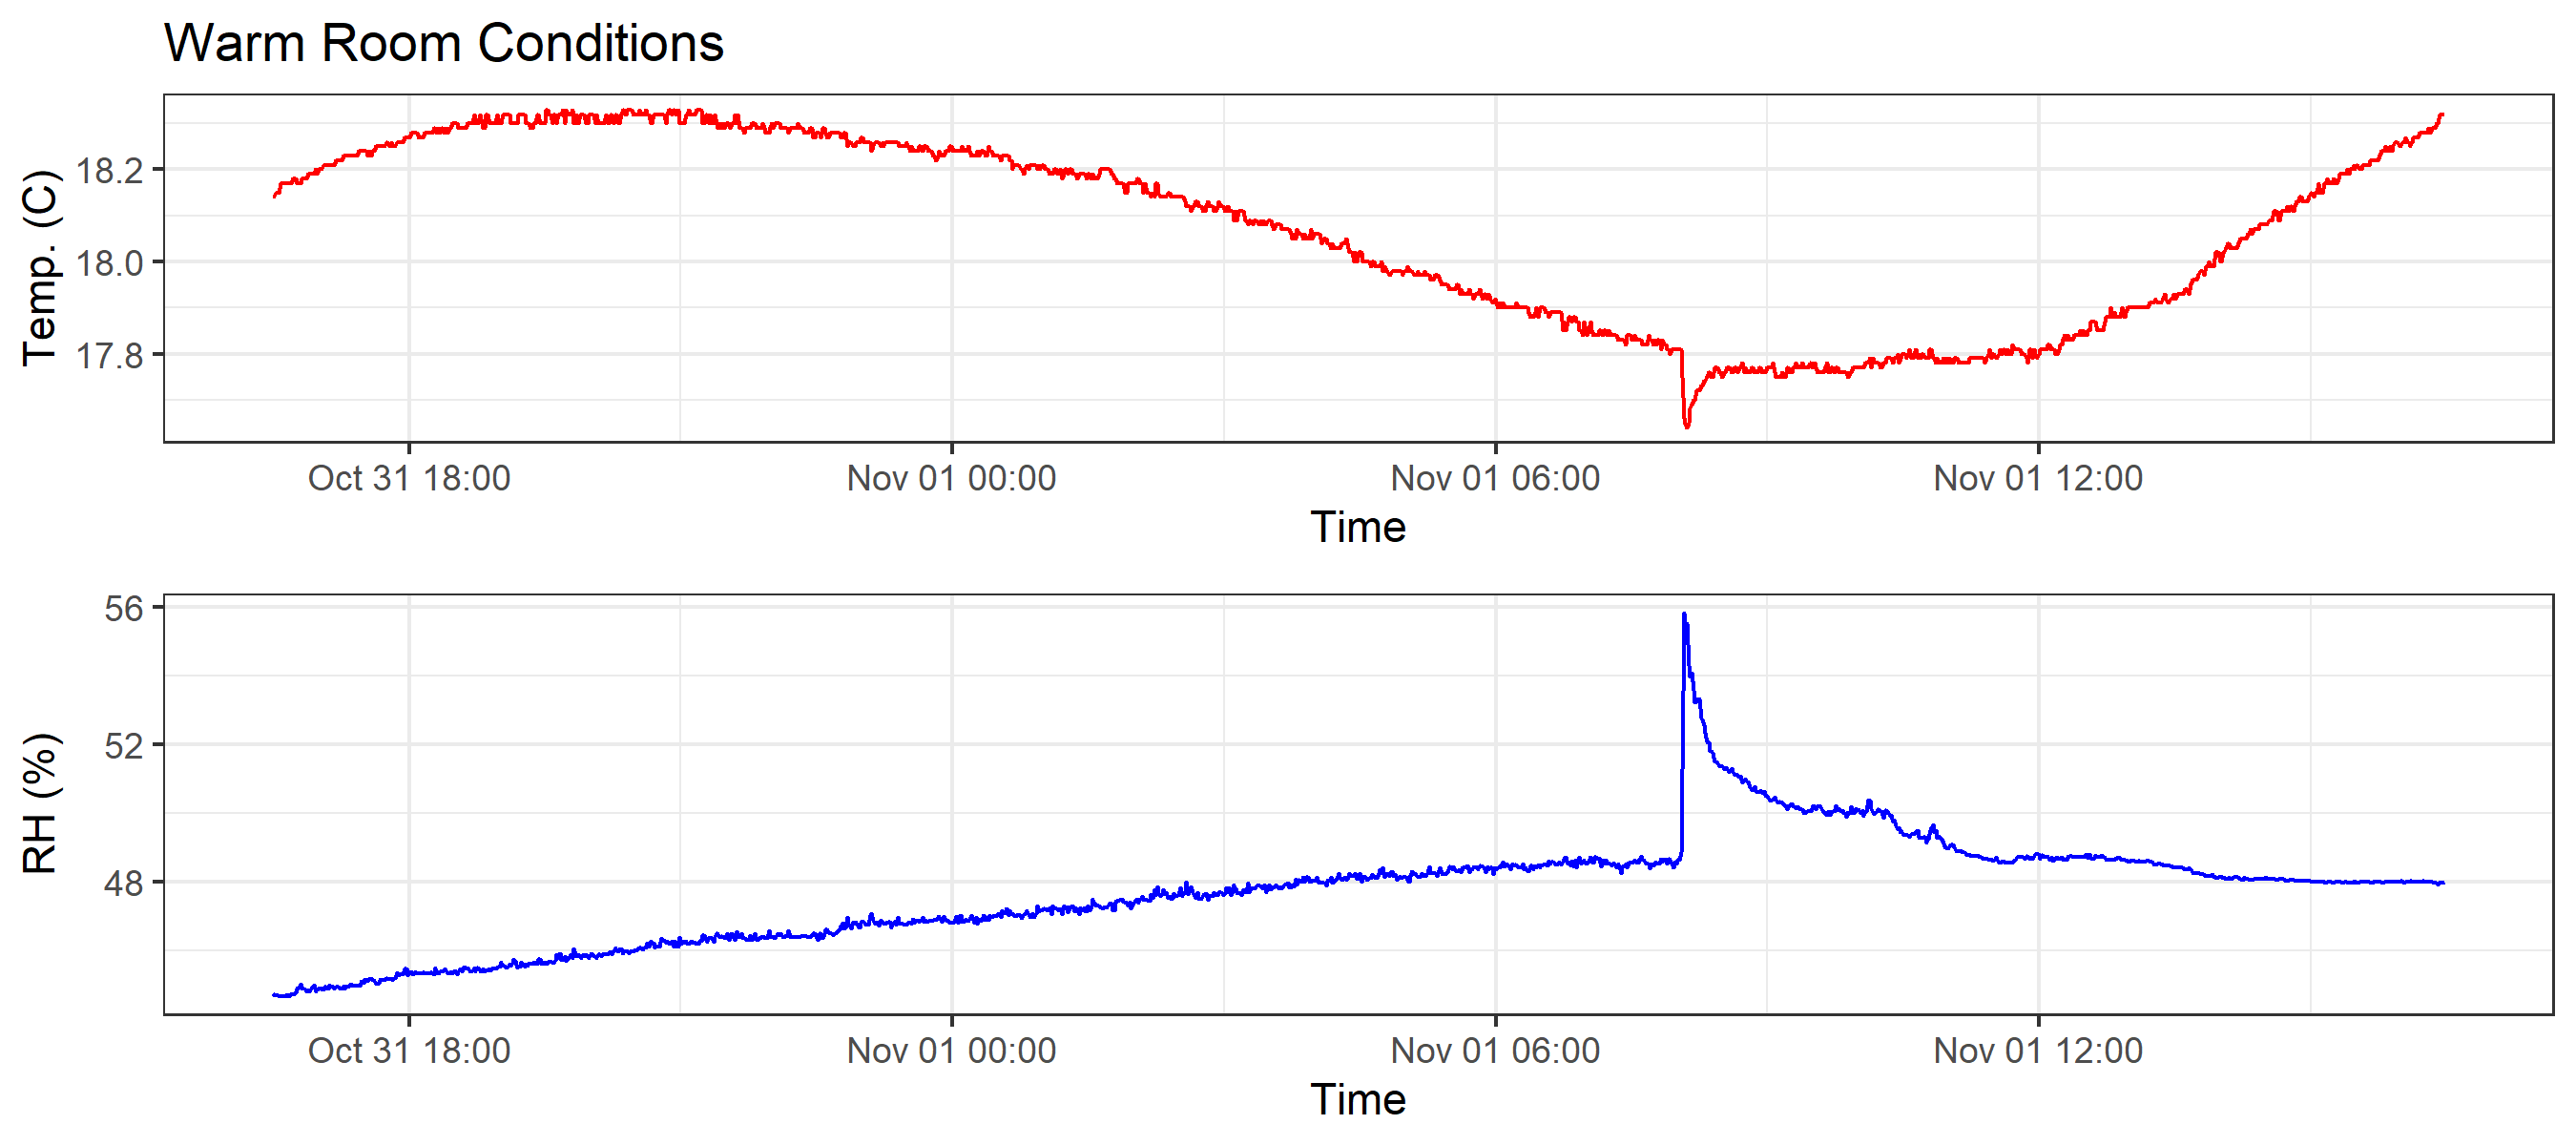 Warm Room Conditions
Temp. (C)
18.2
18.0
17.8
Oct 31 18:00 Nov 01 00:00 Nov 01 06:00 Nov 01 12:00
Time
RH (%)
56
52
48
Oct 31 18:00 Nov 01 00:00 Nov 01 06:00 Nov 01 12:00
Time